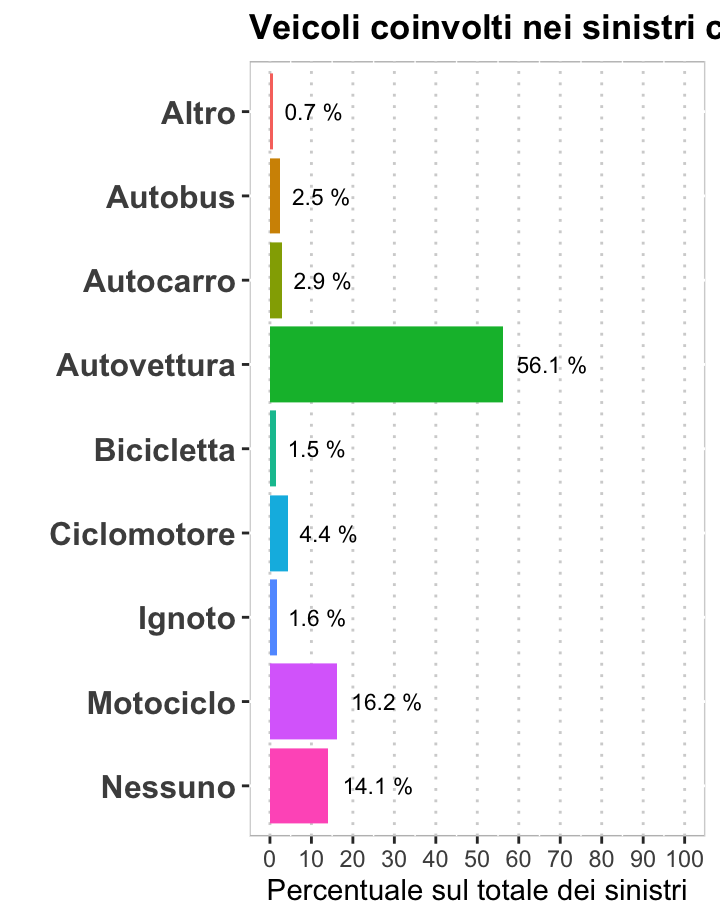 Veicoli coinvolti nei sinistri c
Altro 0.7 %
Autobus 2.5 %
Autocarro 2.9 %
Autovettura 56.1 %
Bicicletta 1.5 %
Ciclomotore 4.4 %
Ignoto 1.6 %
Motociclo 16.2 %
Nessuno 14.1 %
0 10 20 30 40 50 60 70 80 90 100
Percentuale sul totale dei sinistri